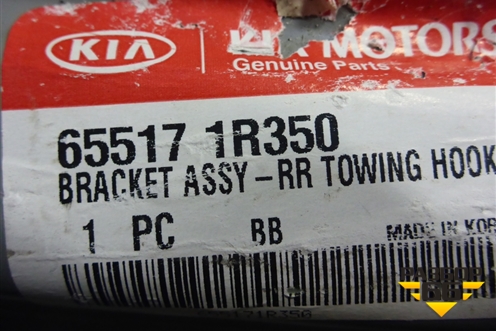 KIA KIA MOTORS
Genuine Parts
65517 1R350
BRACKET ASSY-RR TOWING HOOK
1 PC BB MADE IN KOR